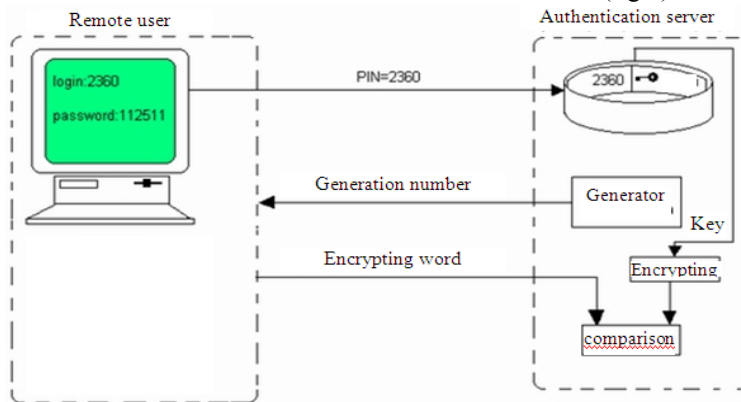 Remote user
Authentication server
login:2360
password:112511
PIN=2360
2360
Generation number
Generator
Key
Encrypting word
Encrypting
comparison